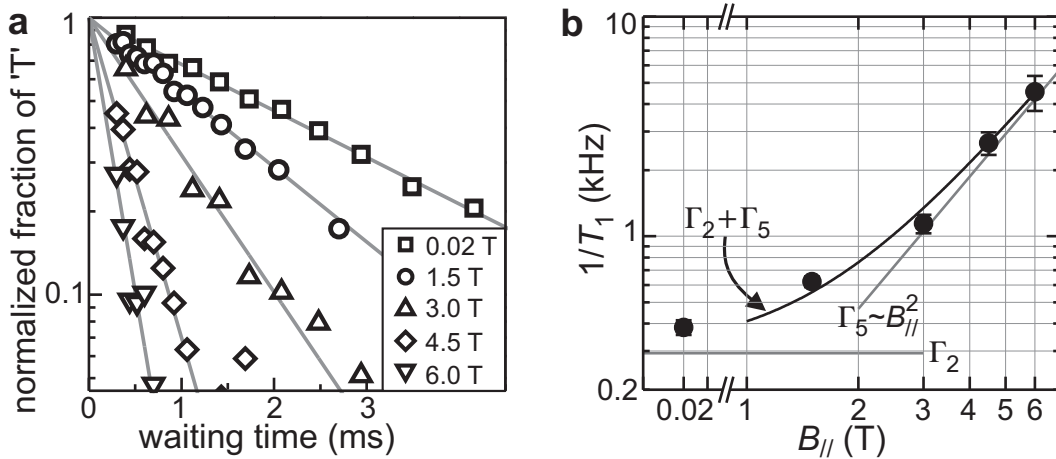 a
normalized fraction of 'T'
1
0.1
0 1 2 3
waiting time (ms)
0.02 T
1.5 T
3.0 T
4.5 T
6.0 T
b
1/T₁ (kHz)
10
1
0.2
Γ₂+Γ₅
Γ₅~B//²
Γ₂
0.02 1 2 3 4 5 6
B// (T)